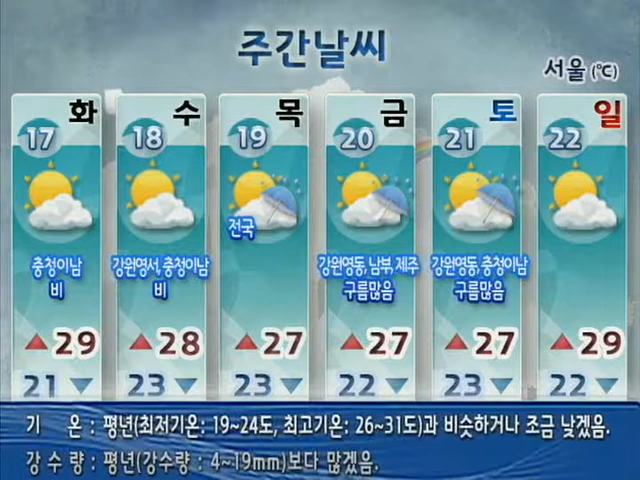 주간날씨
서울 (℃)
화 수 목 금 토 일
17 18 19 20 21 22
전국
충청이남 강원영서, 충청이남 강원영동, 남부, 제주 강원영동, 충청이남
비 비 구름많음 구름많음
29 28 27 27 27 29
21 23 23 22 23 22
기 온 : 평년(최저기온: 19~24도, 최고기온: 26~31도)과 비슷하거나 조금 낮겠음.
강 수 량 : 평년(강수량 : 4~19mm)보다 많겠음.